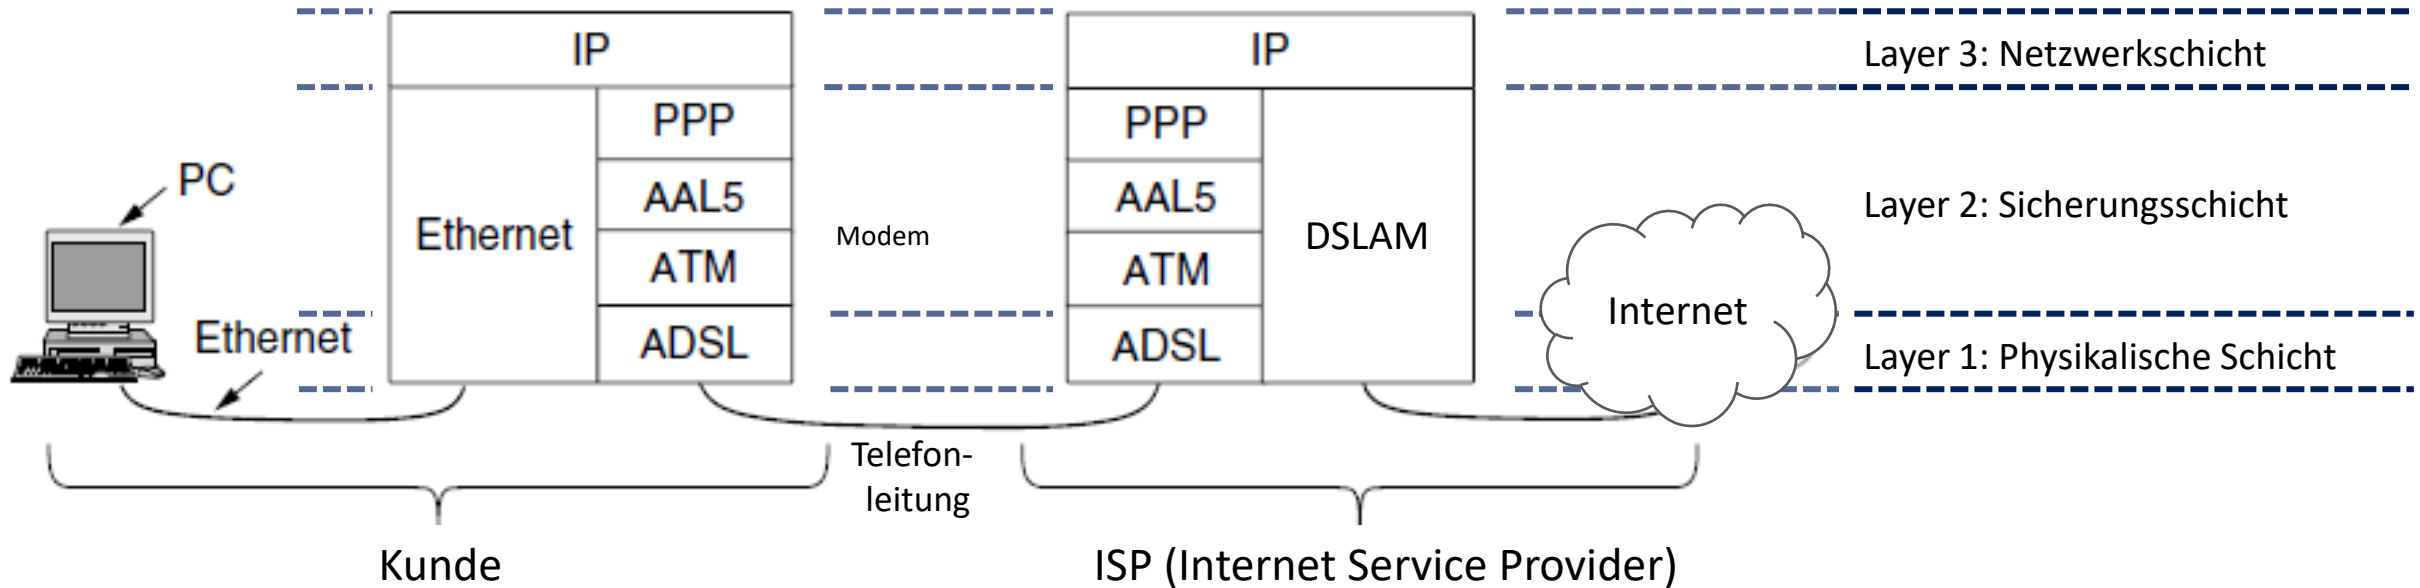 IP
IP
Layer 3: Netzwerkschicht
PPP
PPP
PC
AAL5
AAL5
Layer 2: Sicherungsschicht
Ethernet
Modem
DSLAM
ATM
ATM
Internet
Ethernet
ADSL
ADSL
Layer 1: Physikalische Schicht
Telefon-
leitung
Kunde
ISP (Internet Service Provider)